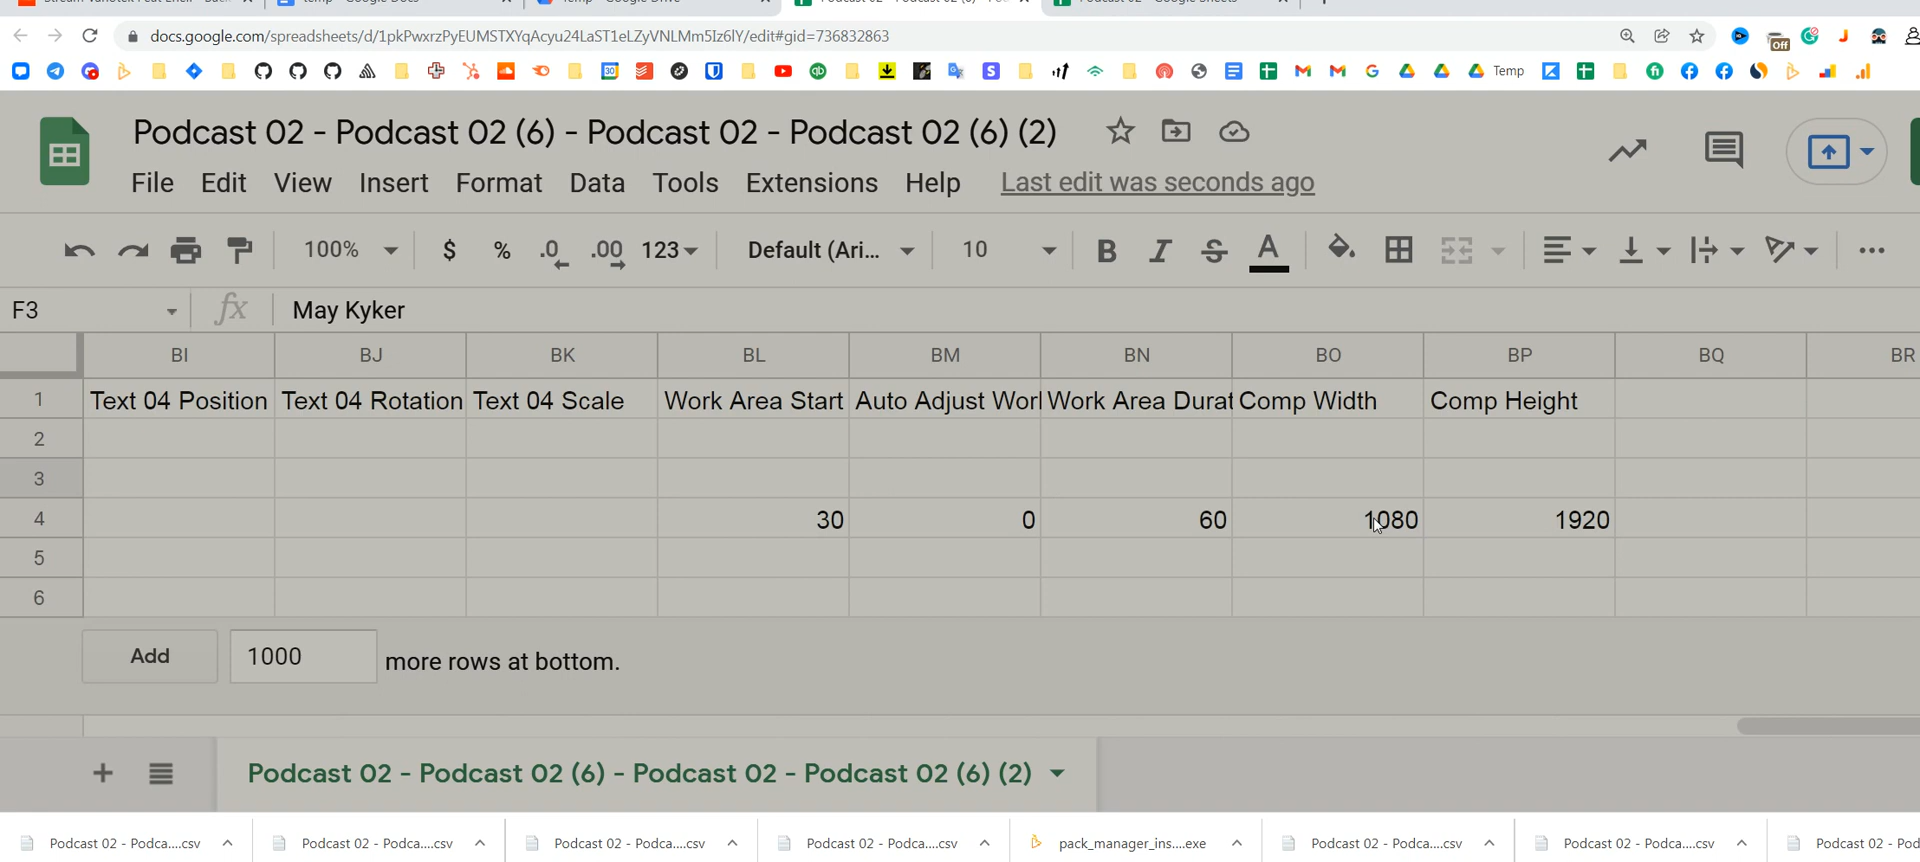 docs.google.com/spreadsheets/d/1pkPwxrzPyEUMSTXYqAcyu24LaST1eLZyVNLMm5Iz6lY/edit#gid=736832863
Off
Temp
Podcast 02 - Podcast 02 (6) - Podcast 02 - Podcast 02 (6) (2)
File Edit View Insert Format Data Tools Extensions Help Last edit was seconds ago
100% $ % .0 .00 123 Default (Ari... 10 B I S A
F3 fx May Kyker
BI BJ BK BL BM BN BO BP BQ BR
1 Text 04 Position Text 04 Rotation Text 04 Scale Work Area Start Auto Adjust Worl Work Area Durat Comp Width Comp Height
2
3
4 30 0 60 1080 1920
5
6
Add 1000 more rows at bottom.
+ Podcast 02 - Podcast 02 (6) - Podcast 02 - Podcast 02 (6) (2)
Podcast 02 - Podca....csv Podcast 02 - Podca....csv Podcast 02 - Podca....csv Podcast 02 - Podca....csv pack_manager_ins....exe Podcast 02 - Podca....csv Podcast 02 - Podca....csv Podcast 02 - Pod